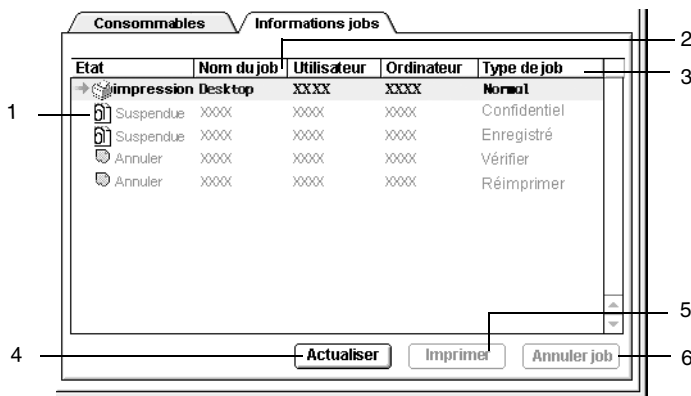 Consommables Informations jobs
2
Etat Nom du job Utilisateur Ordinateur Type de job
3
impression Desktop XXXX XXXX Normal
1 Suspendue XXXX XXXX XXXX Confidentiel
Suspendue XXXX XXXX XXXX Enregistré
Annuler XXXX XXXX XXXX Vérifier
Annuler XXXX XXXX XXXX Réimprimer
5
4 Actualiser Imprimer Annuler job 6